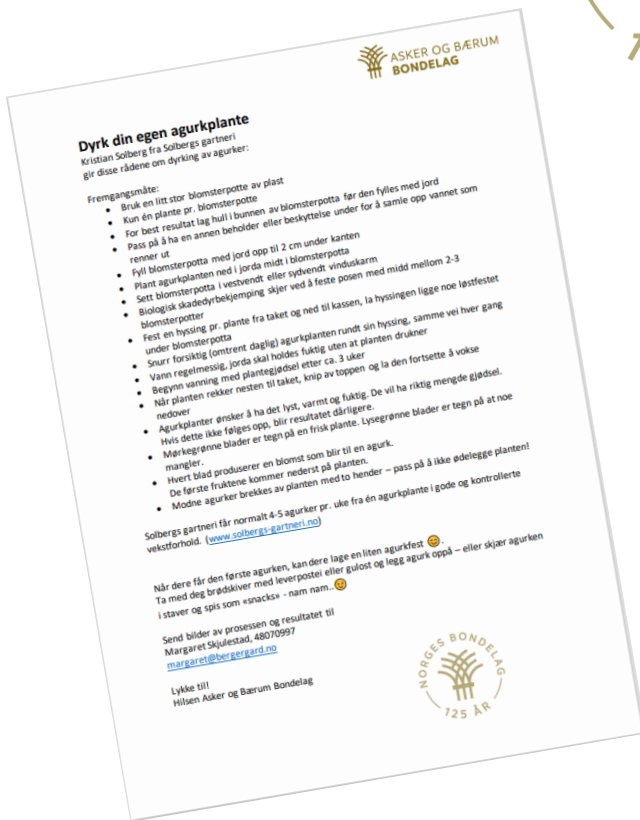 ASKER OG BÆRUM
BONDELAG
Dyrk din egen agurkplante
Kristian Solberg fra Solbergs gartneri
gir disse rådene om dyrking av agurker:
Fremgangsmåte:
• Bruk en litt stor blomsterpotte av plast
• Kun én plante pr. blomsterpotte
• For best resultat lag hull i bunnen av blomsterpotta før den fylles med jord
• Pass på å ha en annen beholder eller beskyttelse under for å samle opp vannet som
renner ut
• Fyll blomsterpotta med jord opp til 2 cm under kanten
• Plant agurkplanten ned i jorda midt i blomsterpotta
• Sett blomsterpotta i vestvendt eller sydvendt vinduskarm
• Biologisk skadedyrbekjemping skjer ved å feste posen med midd mellom 2-3
blomsterpotter
• Fest en hyssing pr. plante fra taket og ned til kassen, la hyssingen ligge noe løstfestet
under blomsterpotta
• Snurr forsiktig (omtrent daglig) agurkplanten rundt sin hyssing, samme vei hver gang
• Vann regelmessig, jorda skal holdes fuktig uten at planten drukner
• Begynn vanning med plantegjødsel etter ca. 3 uker
• Når planten rekker nesten til taket, knip av toppen og la den fortsette å vokse
nedover
• Agurkplanter ønsker å ha det lyst, varmt og fuktig. De vil ha riktig mengde gjødsel.
Hvis dette ikke følges opp, blir resultatet dårligere.
• Mørkegrønne blader er tegn på en frisk plante. Lysegrønne blader er tegn på at noe
mangler.
• Hvert blad produserer en blomst som blir til en agurk.
De første fruktene kommer nederst på planten.
• Modne agurker brekkes av planten med to hender – pass på å ikke ødelegge planten!
Solbergs gartneri får normalt 4-5 agurker pr. uke fra én agurkplante i gode og kontrollerte
vekstforhold. (www.solbergs-gartneri.no)
Når dere får den første agurken, kan dere lage en liten agurkfest 😊.
Ta med deg brødskiver med leverpostei eller gulost og legg agurk oppå – eller skjær agurken
i staver og spis som «snacks» - nam nam..😉
Send bilder av prosessen og resultatet til
Margaret Skjulestad, 48070997
margaret@bergergard.no
Lykke til!
Hilsen Asker og Bærum Bondelag
NORGES BONDELAG
125 ÅR